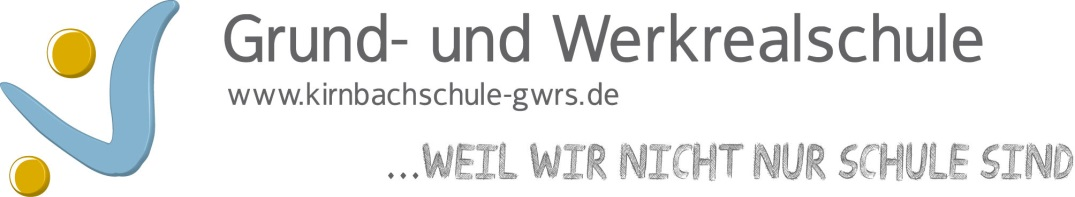 Grund- und Werkrealschule
www.kirnbachschule-gwrs.de
...WEIL WIR NICHT NUR SCHULE SIND